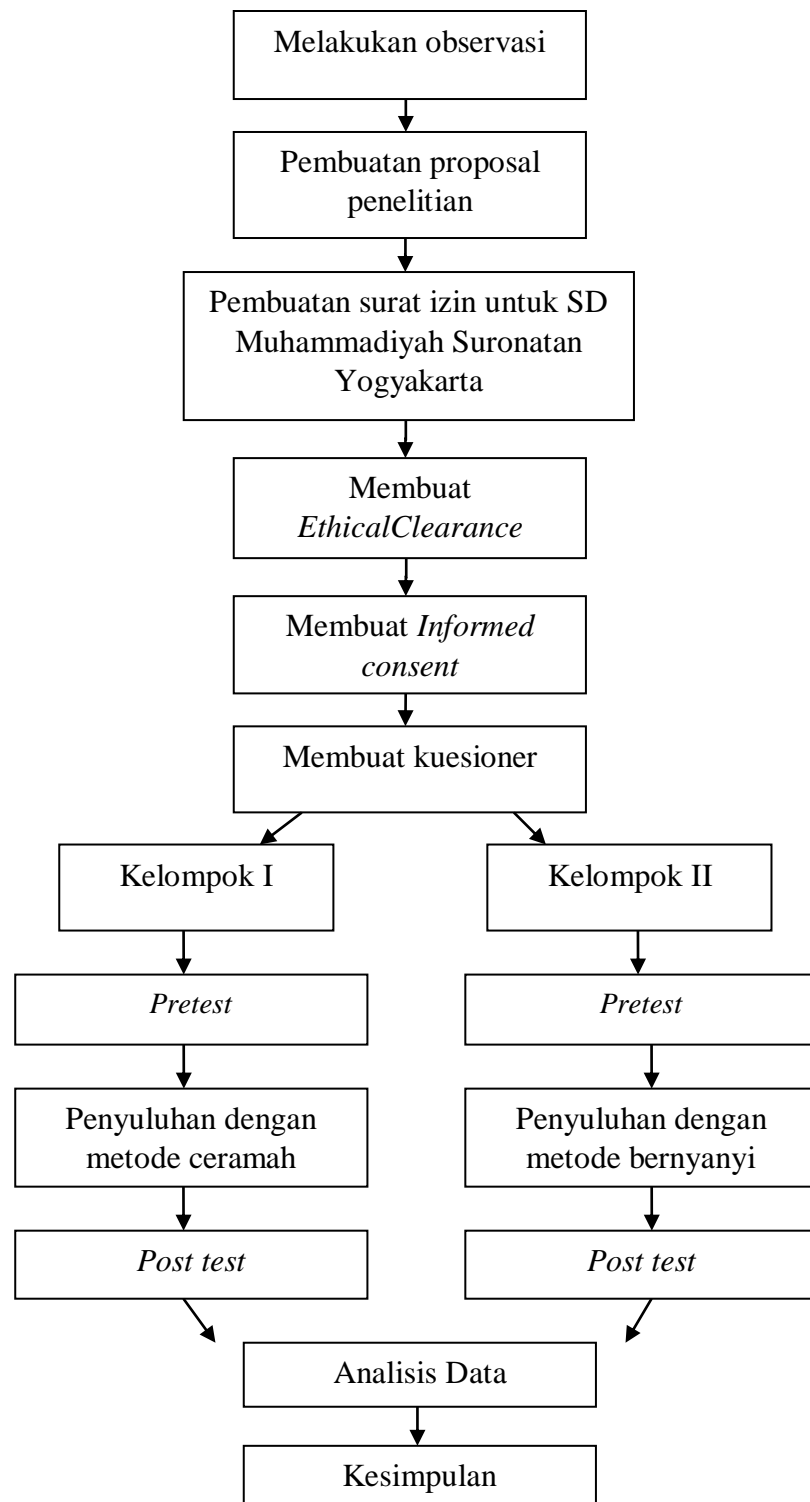 Melakukan observasi
Pembuatan proposal
penelitian
Pembuatan surat izin untuk SD
Muhammadiyah Suronatan
Yogyakarta
Membuat
EthicalClearance
Membuat Informed
consent
Membuat kuesioner
Kelompok I
Kelompok II
Pretest
Pretest
Penyuluhan dengan
metode ceramah
Penyuluhan dengan
metode bernyanyi
Post test
Post test
Analisis Data
Kesimpulan